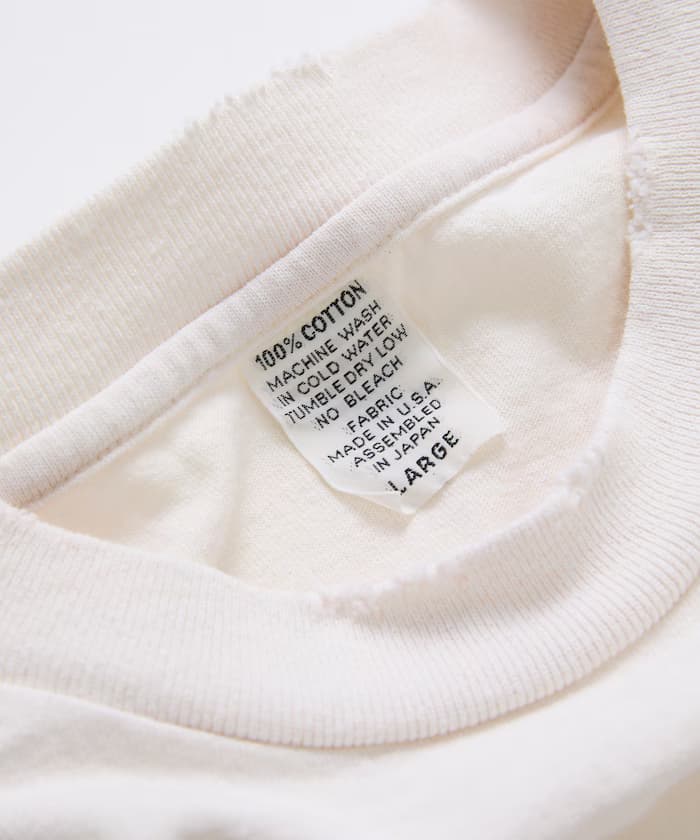 100% COTTON
MACHINE WASH
IN COLD WATER
TUMBLE DRY LOW
NO BLEACH
FABRIC
MADE IN U.S.A.
ASSEMBLED
IN JAPAN
LARGE